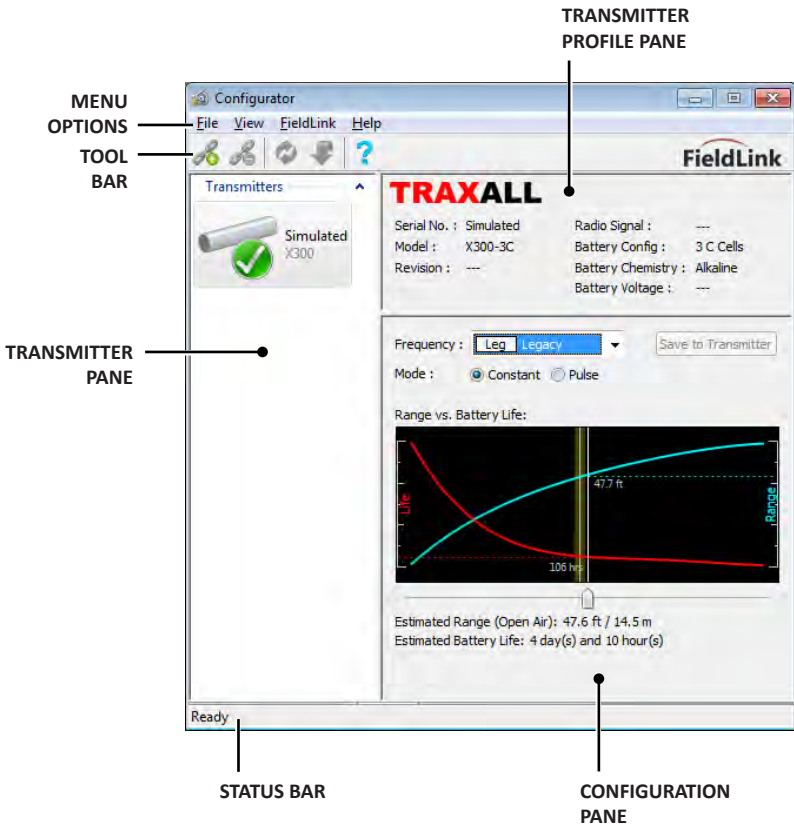 TRANSMITTER
PROFILE PANE
MENU
OPTIONS
TOOL
BAR
Configurator
File View FieldLink Help
?
FieldLink
Transmitters
Simulated
X300
TRAXALL
Serial No. : Simulated
Model : X300-3C
Revision : ---
Radio Signal : ---
Battery Config : 3 C Cells
Battery Chemistry : Alkaline
Battery Voltage : ---
TRANSMITTER
PANE
Frequency : Leg Legacy
Save to Transmitter
Mode : Constant Pulse
Range vs. Battery Life:
Life
47.7 ft
106 hrs
Range
Estimated Range (Open Air): 47.6 ft / 14.5 m
Estimated Battery Life: 4 day(s) and 10 hour(s)
Ready
STATUS BAR
CONFIGURATION
PANE